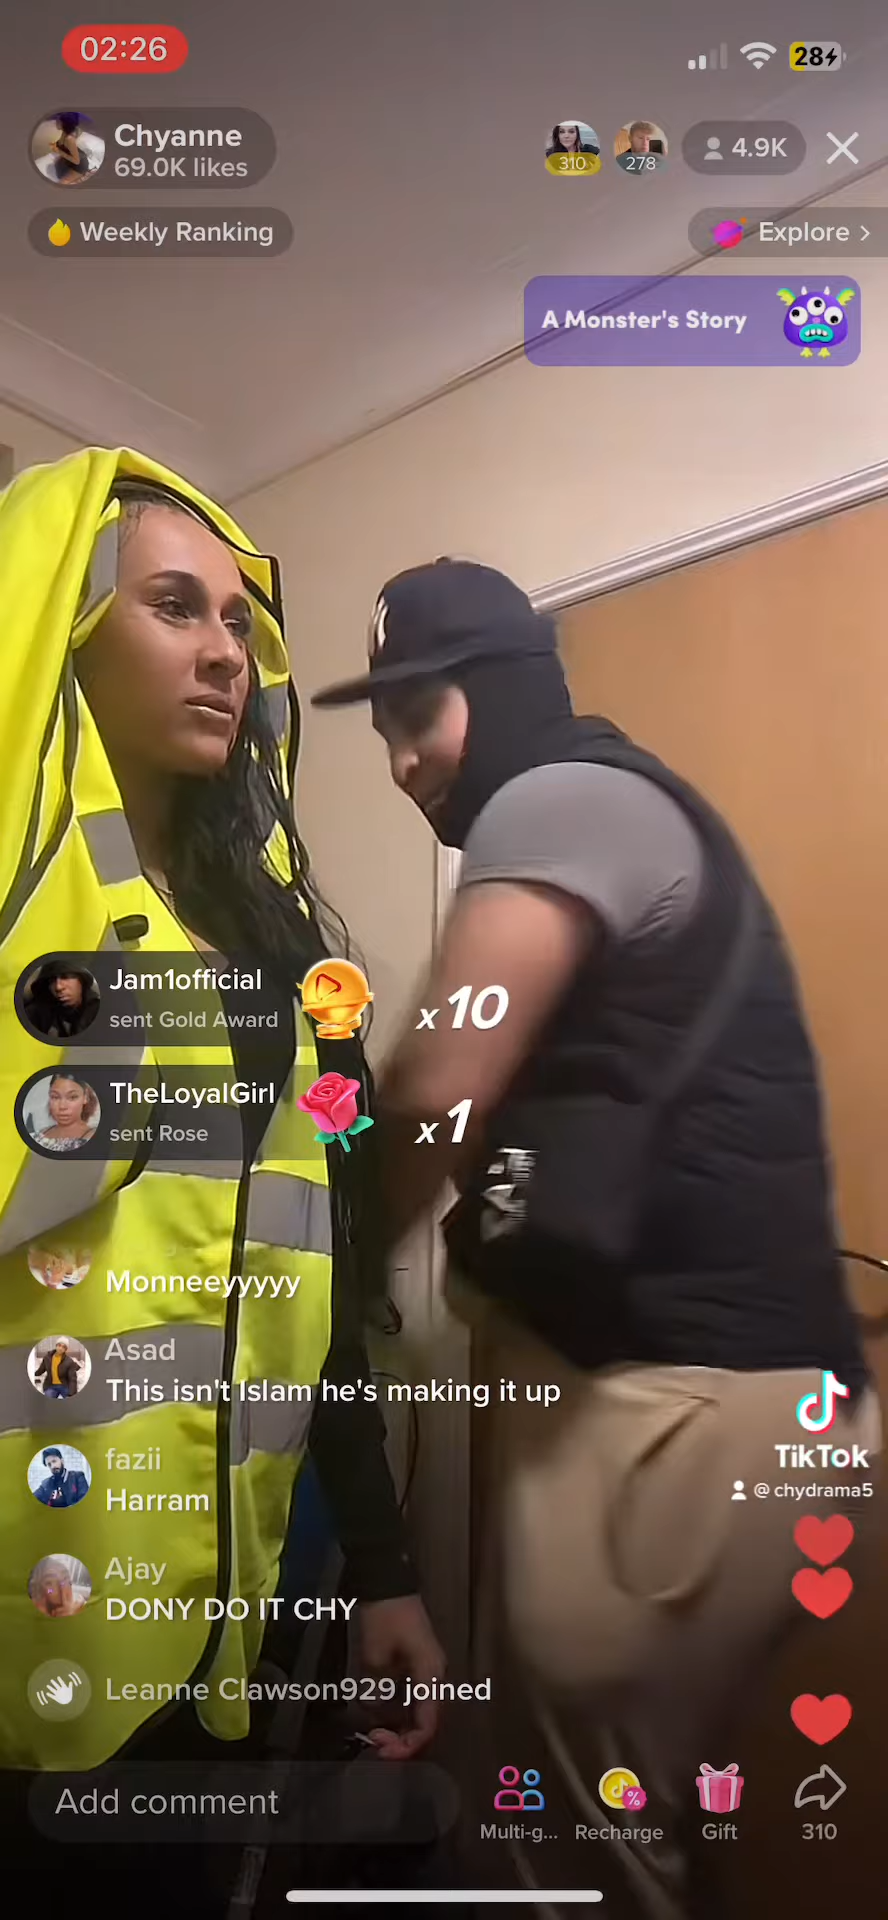 02:26
28
Chyanne
69.0K likes
310
278
4.9K
Weekly Ranking
Explore >
A Monster's Story
Jam1official
sent Gold Award
x10
TheLoyalGirl
sent Rose
x1
Monneeyyyyy
Asad
This isn't Islam he's making it up
fazii
Harram
Ajay
DONY DO IT CHY
Leanne Clawson929 joined
TikTok
@chydrama5
Add comment
Multi-g...
Recharge
Gift
310